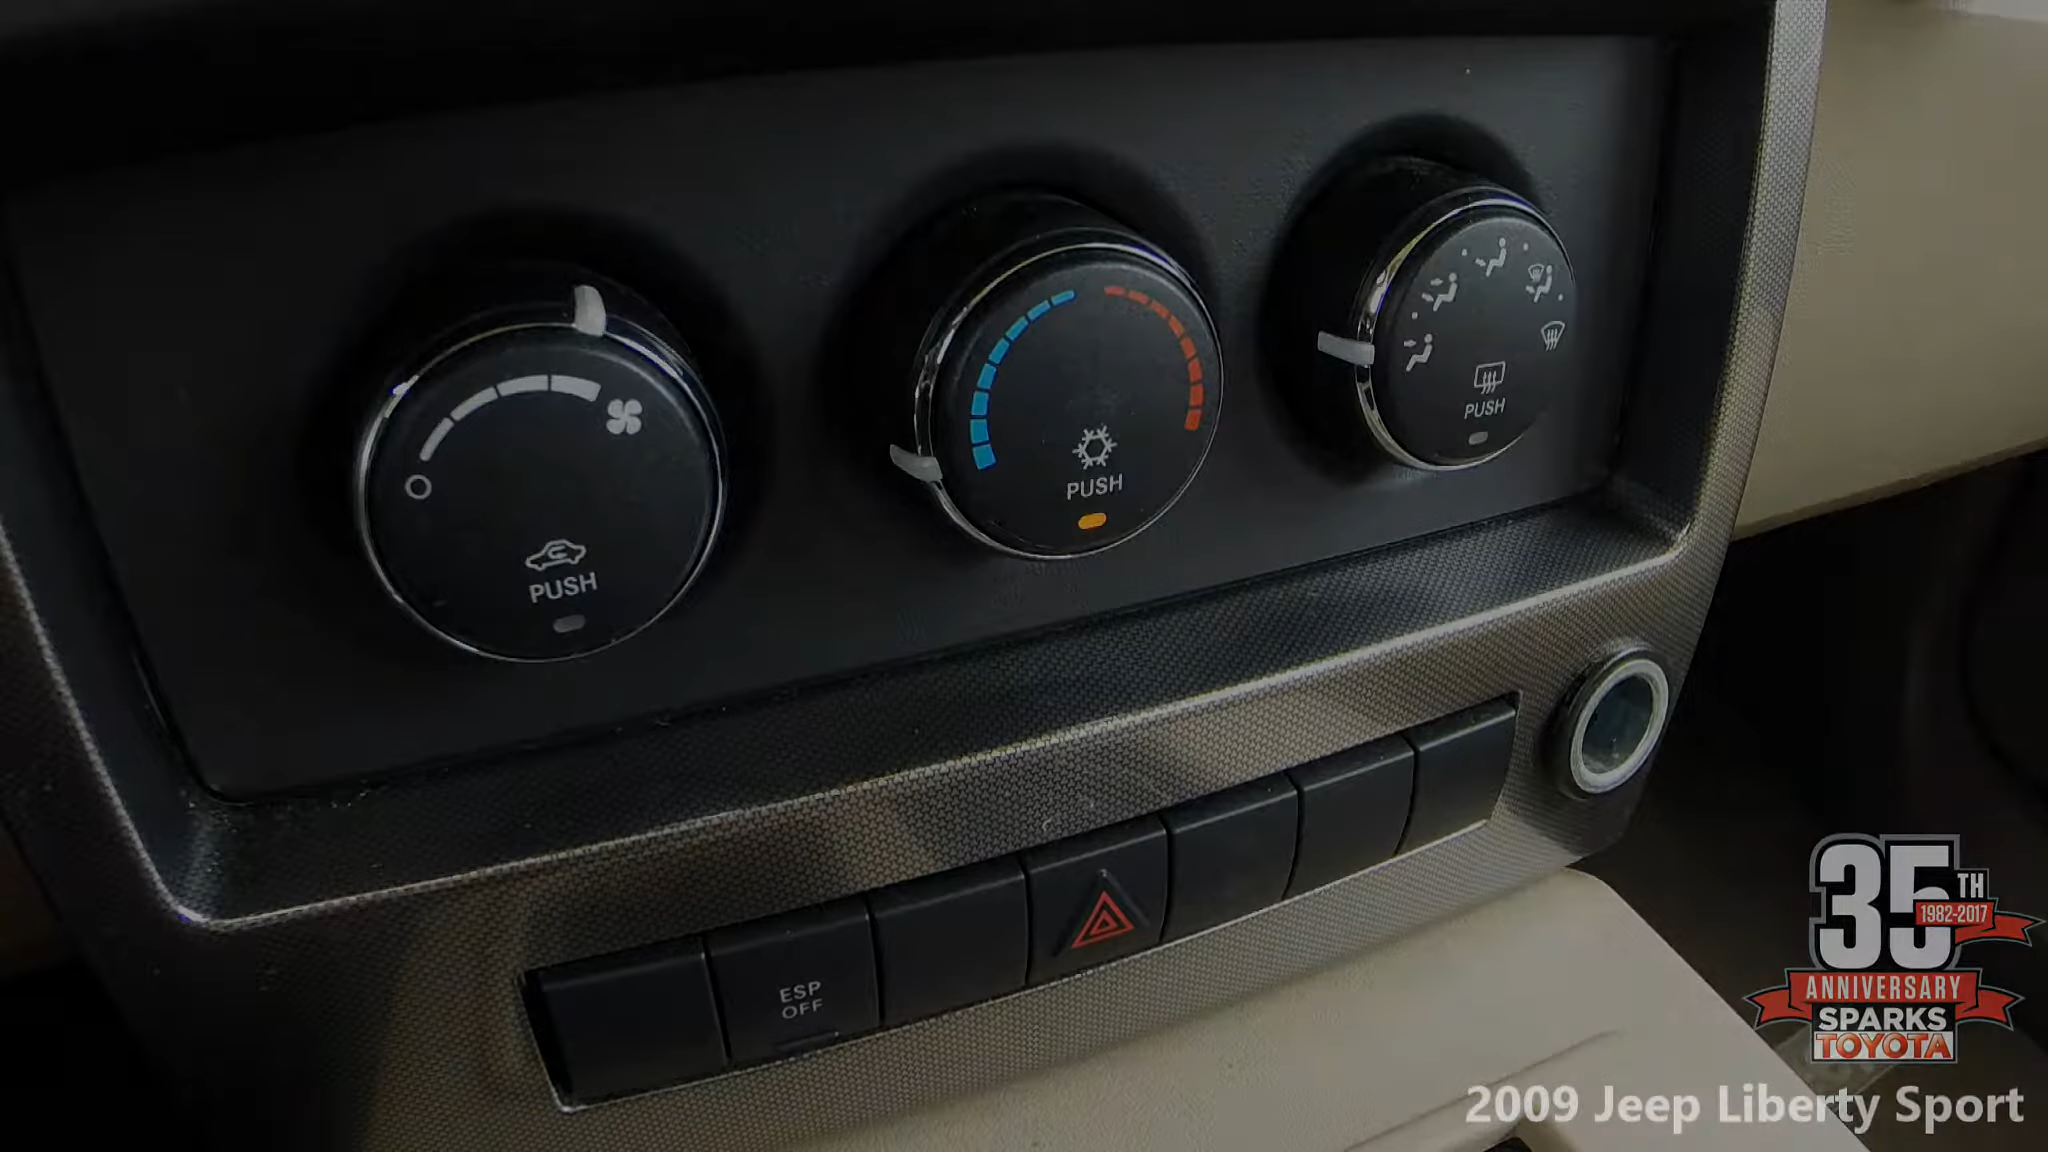 PUSH
PUSH
PUSH
ESP
OFF
35TH
1982-2017
ANNIVERSARY
SPARKS
TOYOTA
2009 Jeep Liberty Sport